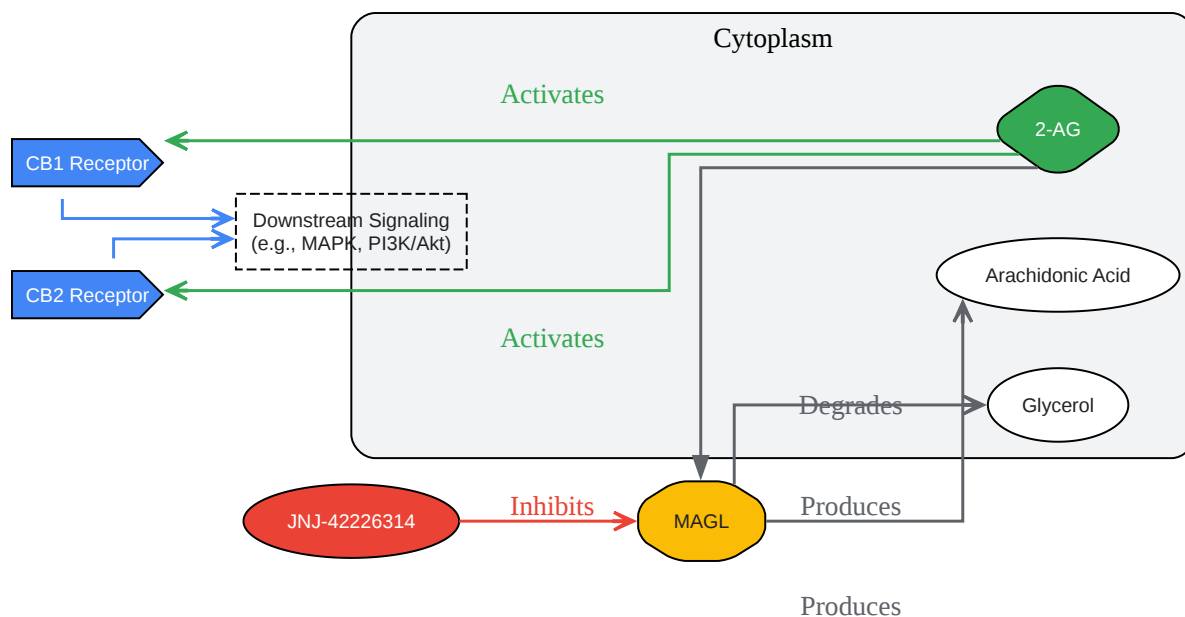 Cytoplasm
Activates
2-AG
CB1 Receptor
Downstream Signaling
(e.g., MAPK, PI3K/Akt)
Arachidonic Acid
CB2 Receptor
Activates
Degrades
Glycerol
JNJ-42226314
Inhibits
MAGL
Produces
Produces